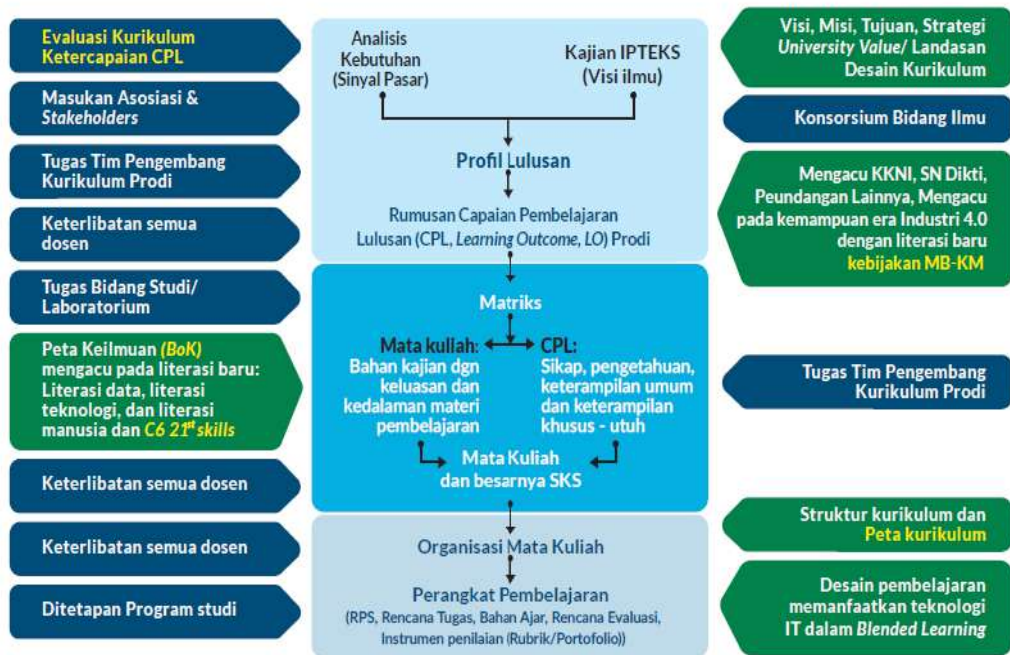 Evaluasi Kurikulum
Ketercapaian CPL
Masukan Asosiasi &
Stakeholders
Tugas Tim Pengembang
Kurikulum Prodi
Keterlibatan semua
dosen
Tugas Bidang Studi/
Laboratorium
Peta Keilmuan (BoK)
mengacu pada literasi baru:
Literasi data, literasi
teknologi, dan literasi
manusia dan C6 21st skills
Keterlibatan semua dosen
Keterlibatan semua dosen
Ditetapan Program studi
Analisis
Kebutuhan
(Sinyal Pasar)
Kajian IPTEKS
(Visi ilmu)
Profil Lulusan
Rumusan Capaian Pembelajaran
Lulusan (CPL, Learning Outcome, LO) Prodi
Matriks
Mata kuliah:
Bahan kajian dgn
keluasan dan
kedalaman materi
pembelajaran
CPL:
Sikap, pengetahuan,
keterampilan umum
dan keterampilan
khusus - utuh
Mata Kuliah
dan besarnya SKS
Organisasi Mata Kuliah
Perangkat Pembelajaran
(RPS, Rencana Tugas, Bahan Ajar, Rencana Evaluasi,
Instrumen penilaian (Rubrik/Portofolio))
Visi, Misi, Tujuan, Strategi
University Value/ Landasan
Desain Kurikulum
Konsorsium Bidang Ilmu
Mengacu KKNI, SN Dikti,
Peundangan Lainnya, Mengacu
pada kemampuan era Industri 4.0
dengan literasi baru
kebijakan MB-KM
Tugas Tim Pengembang
Kurikulum Prodi
Struktur kurikulum dan
Peta kurikulum
Desain pembelajaran
memanfaatkan teknologi
IT dalam Blended Learning